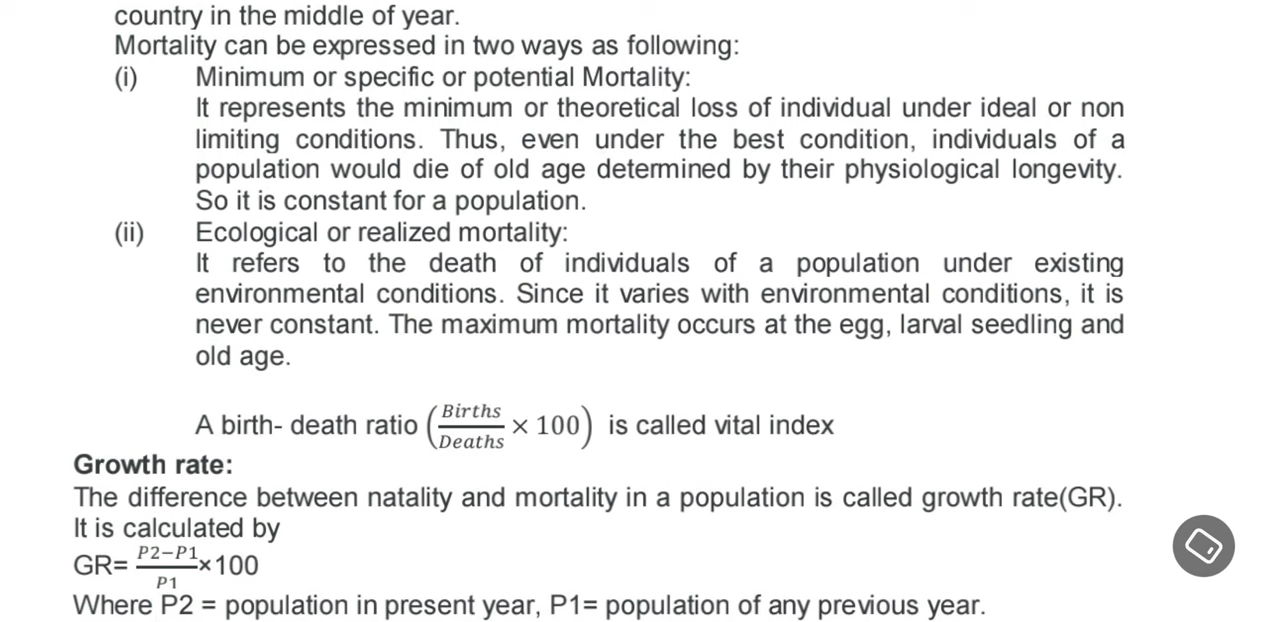 country in the middle of year.
Mortality can be expressed in two ways as following:
(i) Minimum or specific or potential Mortality:
It represents the minimum or theoretical loss of individual under ideal or non
limiting conditions. Thus, even under the best condition, individuals of a
population would die of old age determined by their physiological longevity.
So it is constant for a population.
(ii) Ecological or realized mortality:
It refers to the death of individuals of a population under existing
environmental conditions. Since it varies with environmental conditions, it is
never constant. The maximum mortality occurs at the egg, larval seedling and
old age.
A birth- death ratio (Births/Deaths × 100) is called vital index
Growth rate:
The difference between natality and mortality in a population is called growth rate(GR).
It is calculated by
GR= P2−P1/P1 ×100
Where P2 = population in present year, P1= population of any previous year.